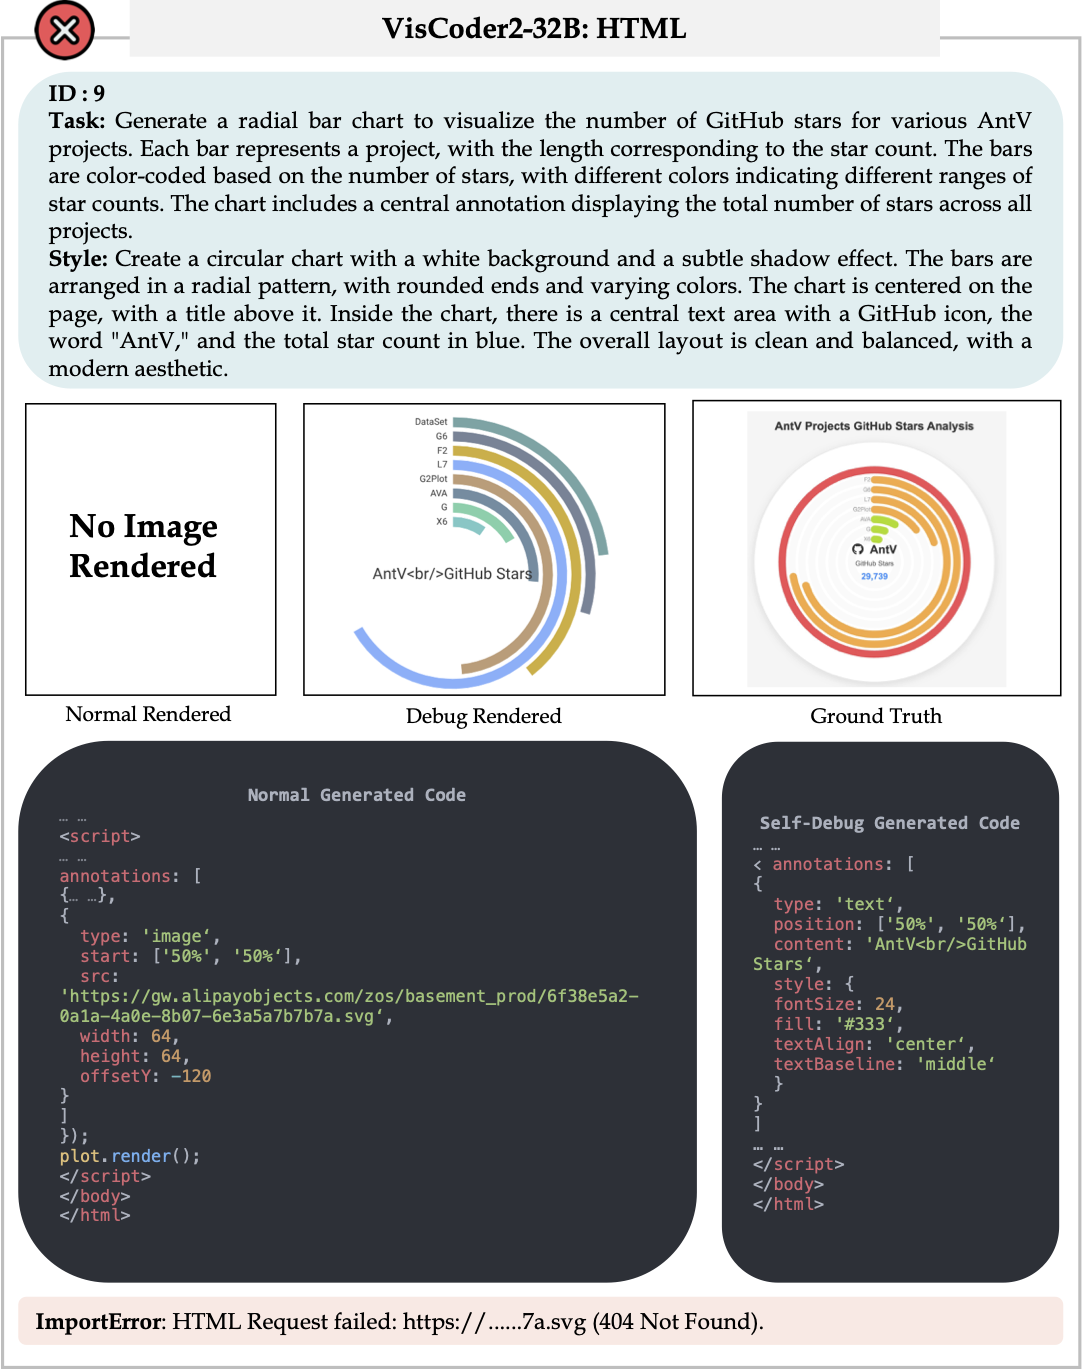 VisCoder2-32B: HTML
ID : 9
Task: Generate a radial bar chart to visualize the number of GitHub stars for various AntV
projects. Each bar represents a project, with the length corresponding to the star count. The bars
are color-coded based on the number of stars, with different colors indicating different ranges of
star counts. The chart includes a central annotation displaying the total number of stars across all
projects.
Style: Create a circular chart with a white background and a subtle shadow effect. The bars are
arranged in a radial pattern, with rounded ends and varying colors. The chart is centered on the
page, with a title above it. Inside the chart, there is a central text area with a GitHub icon, the
word "AntV," and the total star count in blue. The overall layout is clean and balanced, with a
modern aesthetic.
No Image
Rendered
Normal Rendered
DataSet
G6
F2
L7
G2Plot
AVA
G
X6
AntV<br/>GitHub Stars
Debug Rendered
AntV Projects GitHub Stars Analysis
F2
L7
G2Plot
AVA
AntV
GitHub Stars
29,739
Ground Truth
Normal Generated Code
… …
<script>
… …
annotations: [
{… …},
{
type: 'image‘,
start: ['50%', '50%‘],
src:
'https://gw.alipayobjects.com/zos/basement_prod/6f38e5a2-
0a1a-4a0e-8b07-6e3a5a7b7b7a.svg‘,
width: 64,
height: 64,
offsetY: -120
}
]
});
plot.render();
</script>
</body>
</html>
Self-Debug Generated Code
… …
< annotations: [
{
type: 'text‘,
position: ['50%', '50%‘],
content: 'AntV<br/>GitHub
Stars‘,
style: {
fontSize: 24,
fill: '#333‘,
textAlign: 'center‘,
textBaseline: 'middle‘
}
}
]
… …
</script>
</body>
</html>
ImportError: HTML Request failed: https://......7a.svg (404 Not Found).